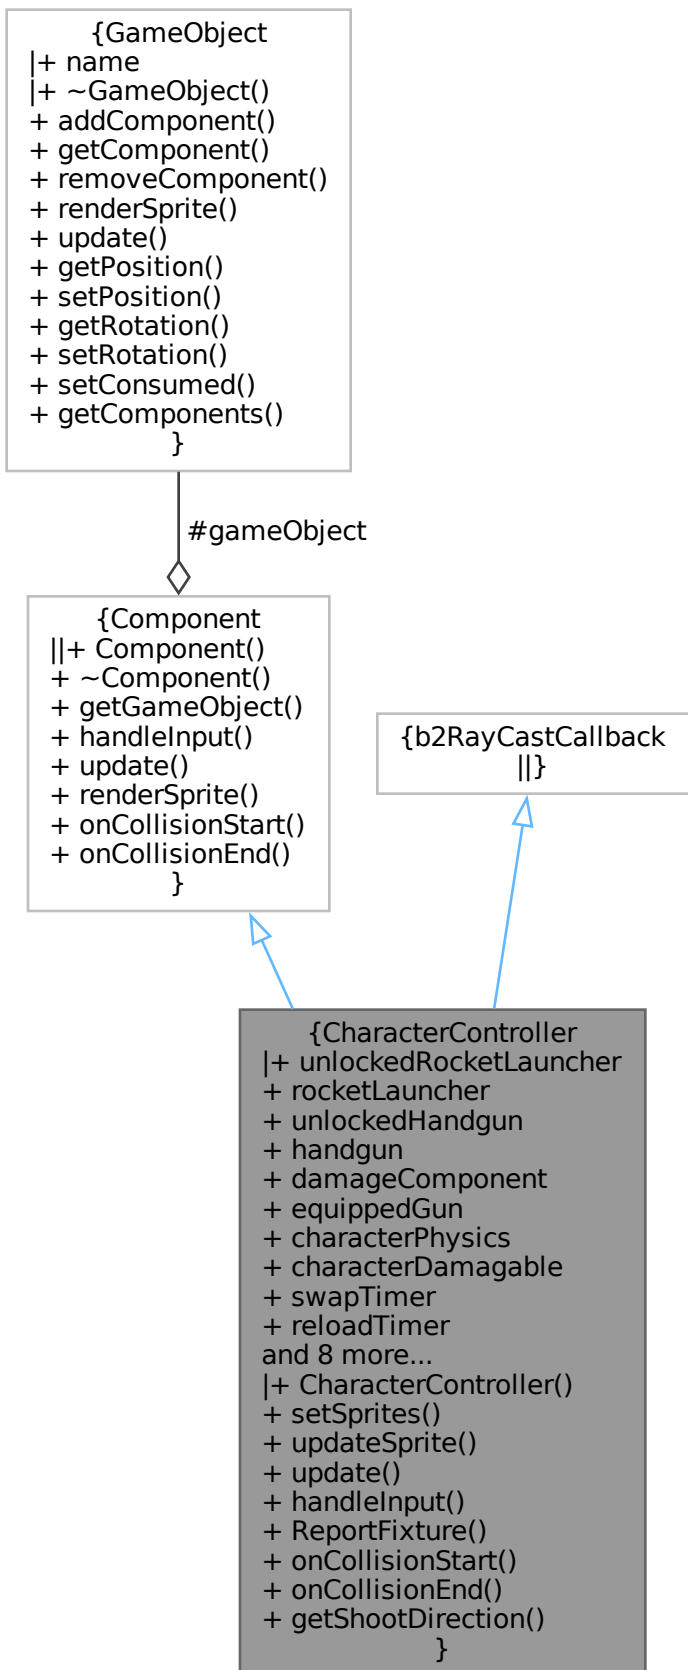 {GameObject
|+ name
|+ ~GameObject()
+ addComponent()
+ getComponent()
+ removeComponent()
+ renderSprite()
+ update()
+ getPosition()
+ setPosition()
+ getRotation()
+ setRotation()
+ setConsumed()
+ getComponents()
}
#gameObject
{Component
||+ Component()
+ ~Component()
+ getGameObject()
+ handleInput()
+ update()
+ renderSprite()
+ onCollisionStart()
+ onCollisionEnd()
}
{b2RayCastCallback
||}
{CharacterController
|+ unlockedRocketLauncher
+ rocketLauncher
+ unlockedHandgun
+ handgun
+ damageComponent
+ equippedGun
+ characterPhysics
+ characterDamagable
+ swapTimer
+ reloadTimer
and 8 more...
|+ CharacterController()
+ setSprites()
+ updateSprite()
+ update()
+ handleInput()
+ ReportFixture()
+ onCollisionStart()
+ onCollisionEnd()
+ getShootDirection()
}